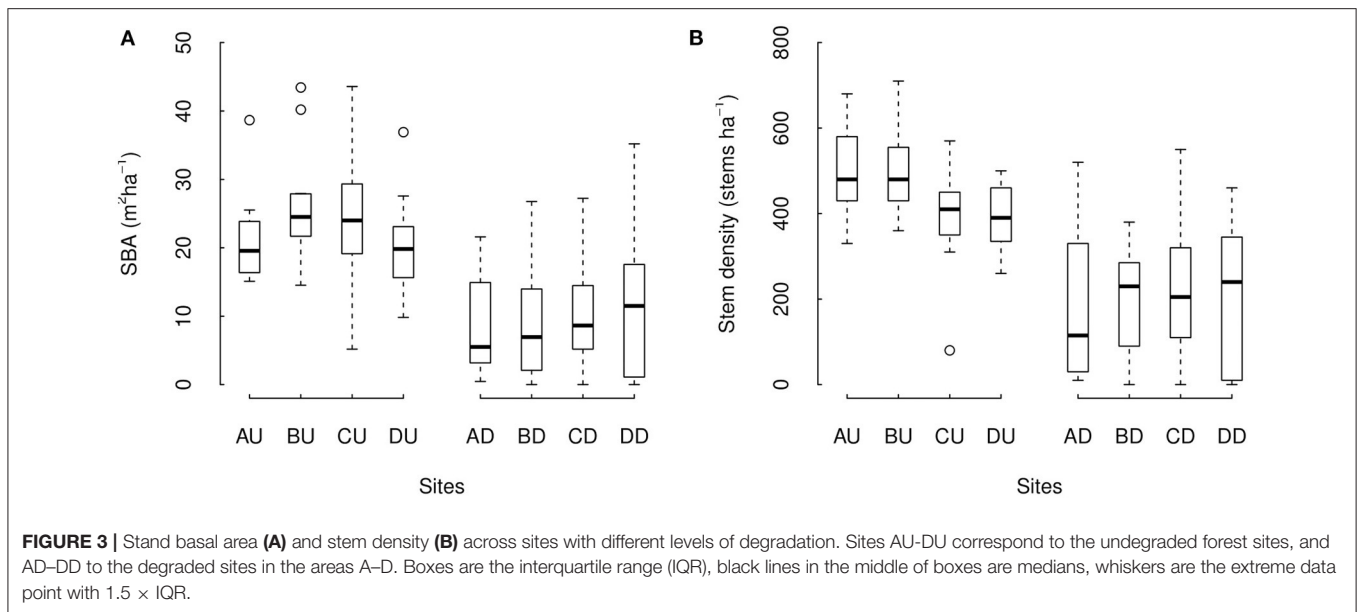 A
50
40
30
20
10
0
SBA (m²ha⁻¹)
AU BU CU DU AD BD CD DD
Sites
B
800
600
400
200
0
Stem density (stems ha⁻¹)
AU BU CU DU AD BD CD DD
Sites
FIGURE 3 | Stand basal area (A) and stem density (B) across sites with different levels of degradation. Sites AU-DU correspond to the undegraded forest sites, and
AD–DD to the degraded sites in the areas A–D. Boxes are the interquartile range (IQR), black lines in the middle of boxes are medians, whiskers are the extreme data
point with 1.5 × IQR.